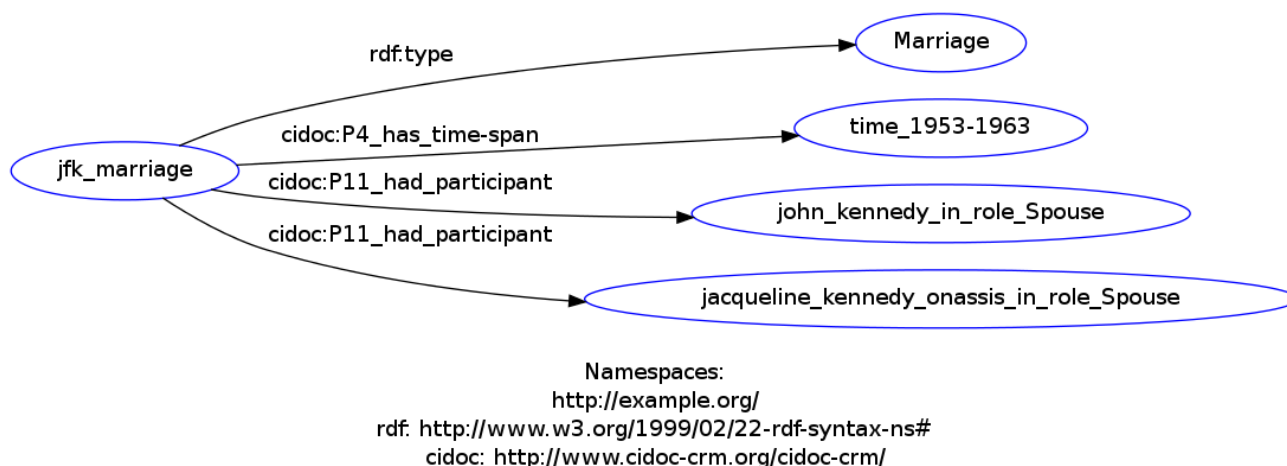 rdf:type
Marriage
cidoc:P4_has_time-span
time_1953-1963
jfk_marriage
cidoc:P11_had_participant
john_kennedy_in_role_Spouse
cidoc:P11_had_participant
jacqueline_kennedy_onassis_in_role_Spouse
Namespaces:
http://example.org/
rdf: http://www.w3.org/1999/02/22-rdf-syntax-ns#
cidoc: http://www.cidoc-crm.org/cidoc-crm/